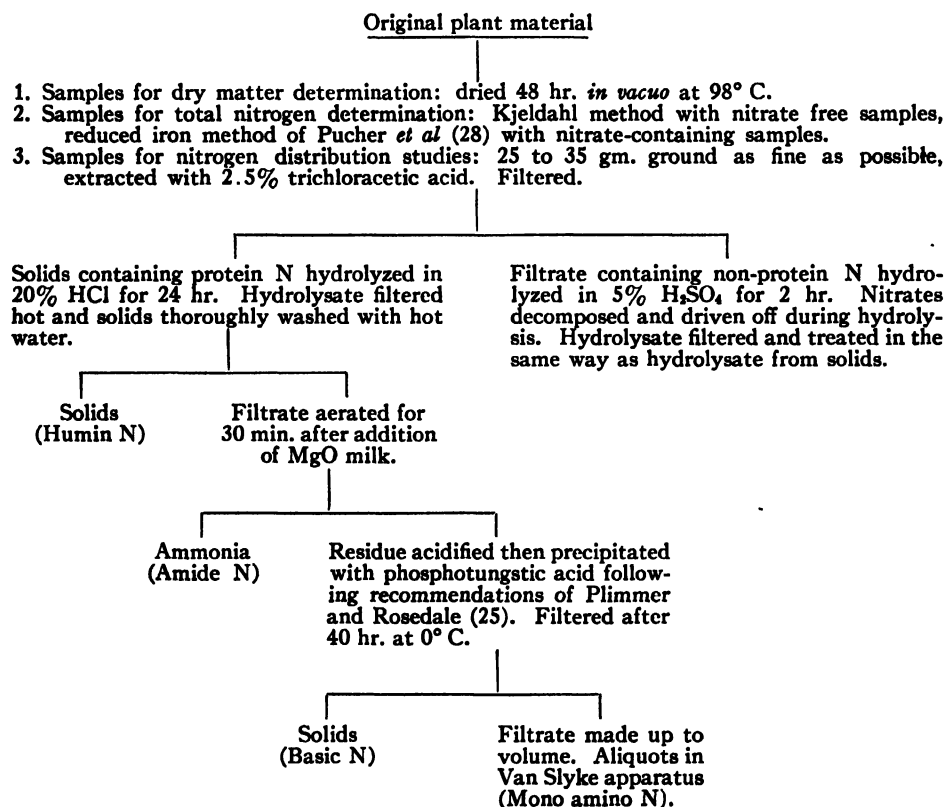 Original plant material
1. Samples for dry matter determination: dried 48 hr. in vacuo at 98° C.
2. Samples for total nitrogen determination: Kjeldahl method with nitrate free samples,
reduced iron method of Pucher et al (28) with nitrate-containing samples.
3. Samples for nitrogen distribution studies: 25 to 35 gm. ground as fine as possible,
extracted with 2.5% trichloracetic acid. Filtered.
Solids containing protein N hydrolyzed in
20% HCl for 24 hr. Hydrolysate filtered
hot and solids thoroughly washed with hot
water.
Filtrate containing non-protein N hydro-
lyzed in 5% H₂SO₄ for 2 hr. Nitrates
decomposed and driven off during hydroly-
sis. Hydrolysate filtered and treated in the
same way as hydrolysate from solids.
Solids
(Humin N)
Filtrate aerated for
30 min. after addition
of MgO milk.
Ammonia
(Amide N)
Residue acidified then precipitated
with phosphotungstic acid follow-
ing recommendations of Plimmer
and Rosedale (25). Filtered after
40 hr. at 0° C.
Solids
(Basic N)
Filtrate made up to
volume. Aliquots in
Van Slyke apparatus
(Mono amino N).